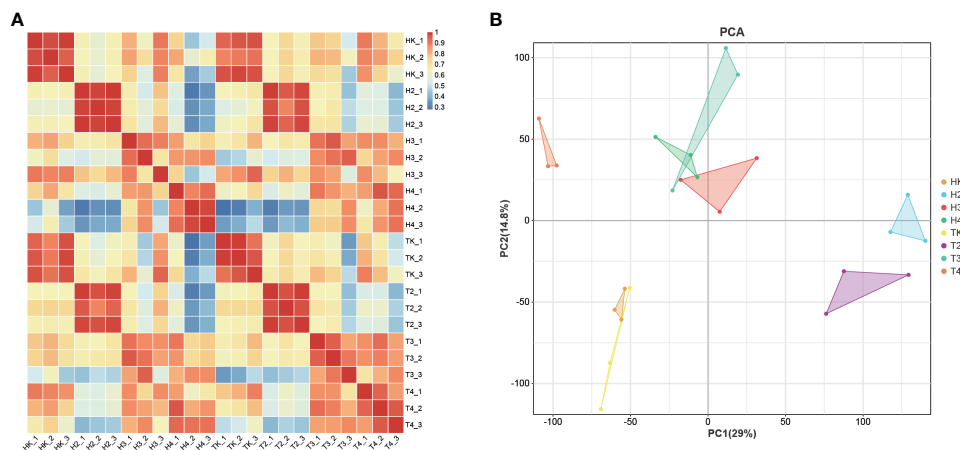 A
1
0.9
0.8
0.7
0.6
0.5
0.4
0.3
HK_1
HK_2
HK_3
H2_1
H2_2
H2_3
H3_1
H3_2
H3_3
H4_1
H4_2
H4_3
TK_1
TK_2
TK_3
T2_1
T2_2
T2_3
T3_1
T3_2
T3_3
T4_1
T4_2
T4_3
HK_1 HK_2 HK_3 H2_1 H2_2 H2_3 H3_1 H3_2 H3_3 H4_1 H4_2 H4_3 TK_1 TK_2 TK_3 T2_1 T2_2 T2_3 T3_1 T3_2 T3_3 T4_1 T4_2 T4_3
B
PCA
PC2(14.8%)
100
50
0
-50
-100
-100 -50 0 50 100
PC1(29%)
HK
H2
H3
H4
TK
T2
T3
T4